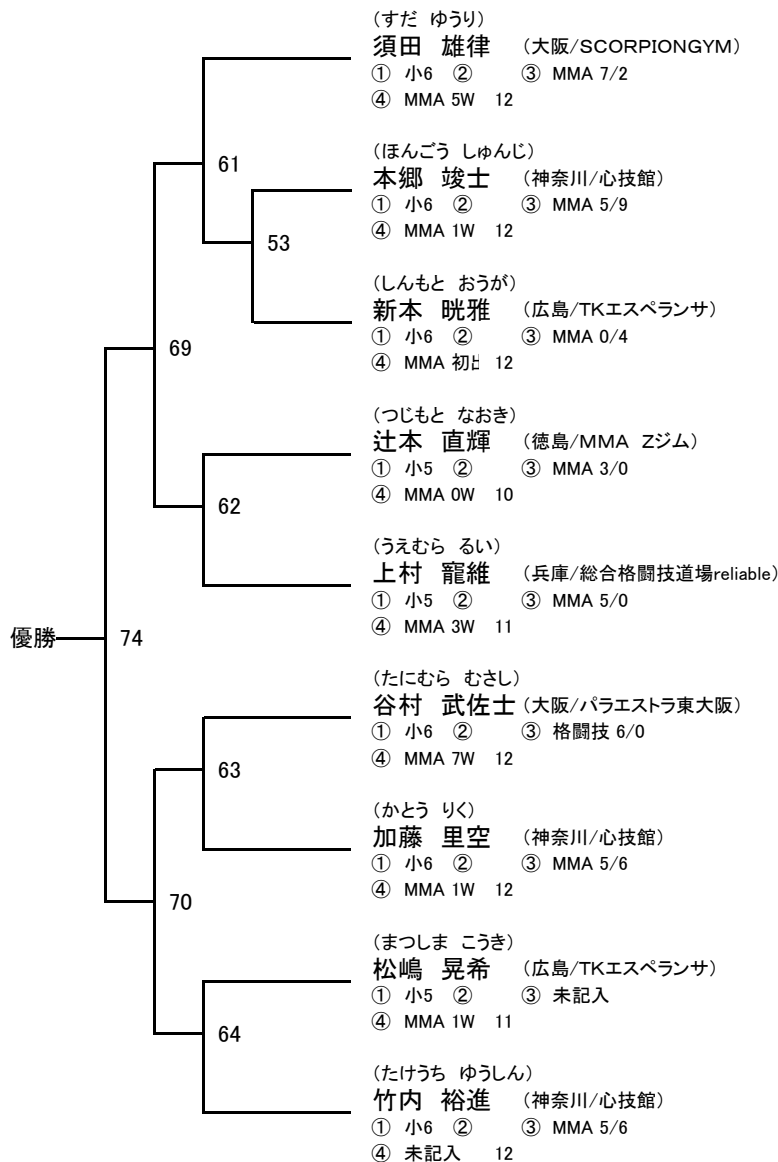 (すだ ゆうり)
須田 雄律 (大阪/SCORPIONGYM)
① 小6 ② ③ MMA 7/2
④ MMA 5W 12
61
(ほんごう しゅんじ)
本郷 竣士 (神奈川/心技館)
① 小6 ② ③ MMA 5/9
④ MMA 1W 12
53
(しんもと おうが)
新本 晄雅 (広島/TKエスペランサ)
① 小6 ② ③ MMA 0/4
④ MMA 初出 12
69
(つじもと なおき)
辻本 直輝 (徳島/MMA Zジム)
① 小5 ② ③ MMA 3/0
④ MMA 0W 10
62
(うえむら るい)
上村 寵維 (兵庫/総合格闘技道場reliable)
① 小5 ② ③ MMA 5/0
④ MMA 3W 11
優勝 74
(たにむら むさし)
谷村 武佐士 (大阪/パラエストラ東大阪)
① 小6 ② ③ 格闘技 6/0
④ MMA 7W 12
63
(かとう りく)
加藤 里空 (神奈川/心技館)
① 小6 ② ③ MMA 5/6
④ MMA 1W 12
70
(まつしま こうき)
松嶋 晃希 (広島/TKエスペランサ)
① 小5 ② ③ 未記入
④ MMA 1W 11
64
(たけうち ゆうしん)
竹内 裕進 (神奈川/心技館)
① 小6 ② ③ MMA 5/6
④ 未記入 12